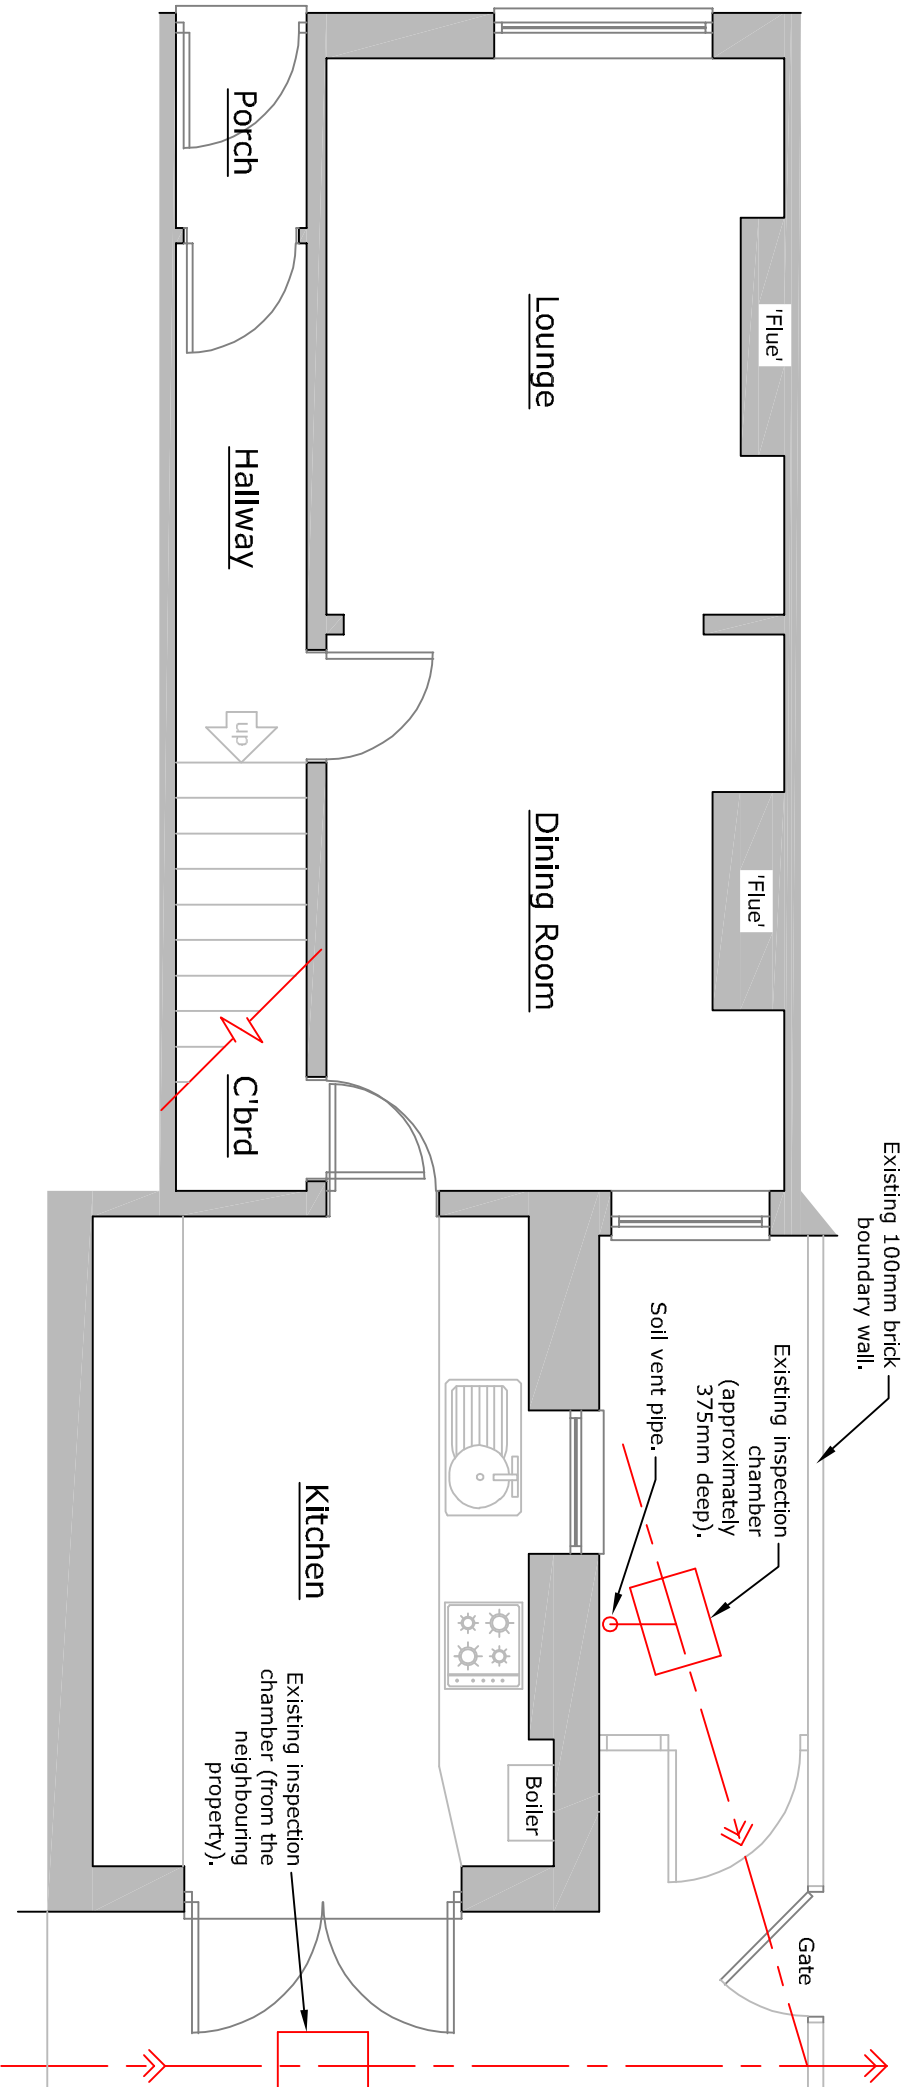 Porch
Hallway
up
C'brd
Lounge
Dining Room
'Flue'
'Flue'
Kitchen
Boiler
Existing 100mm brick
boundary wall.
Existing inspection
chamber
(approximately
375mm deep).
Soil vent pipe.
Existing inspection
chamber (from the
neighbouring
property).
Gate